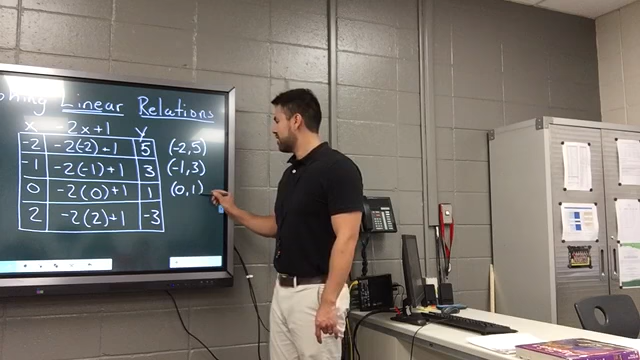 Linear Relations
x -2x+1 y
-2 -2(-2)+1 5 (-2,5)
-1 -2(-1)+1 3 (-1,3)
0 -2(0)+1 1 (0,1)
2 -2(2)+1 -3